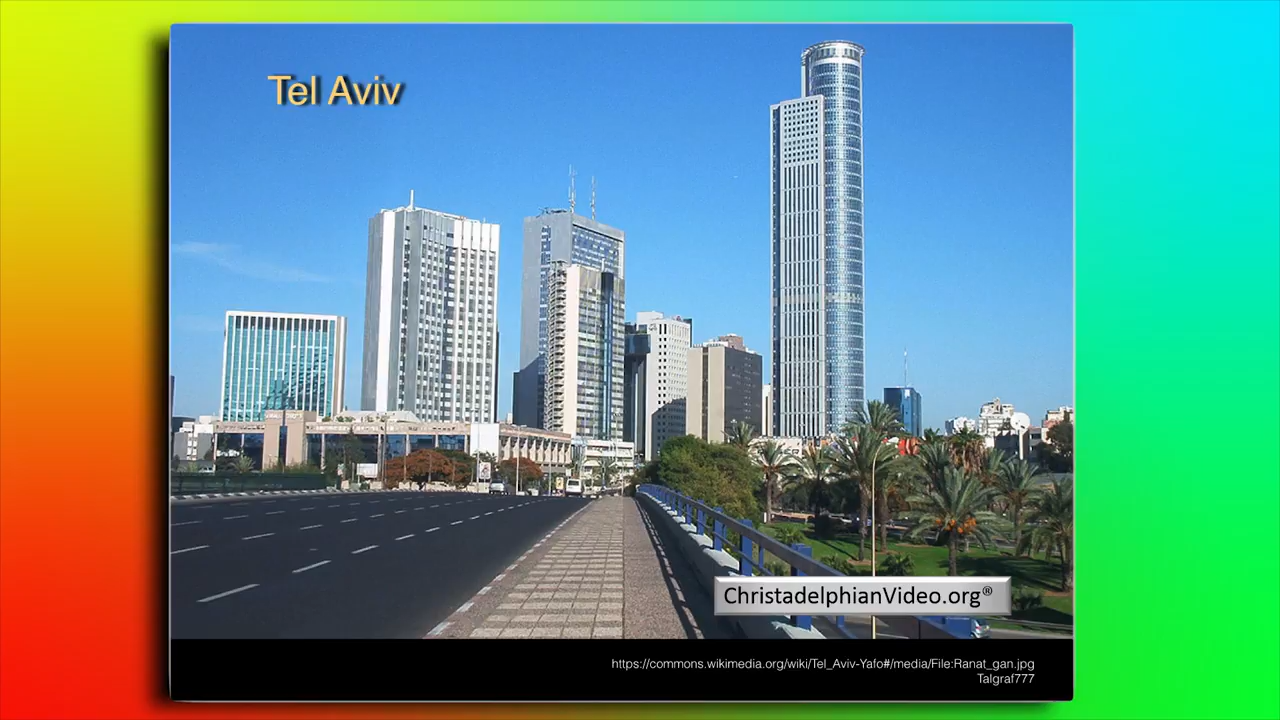 Tel Aviv
ChristadelphianVideo.org®
https://commons.wikimedia.org/wiki/Tel_Aviv-Yafo#/media/File:Ranat_gan.jpg
Talgraf777